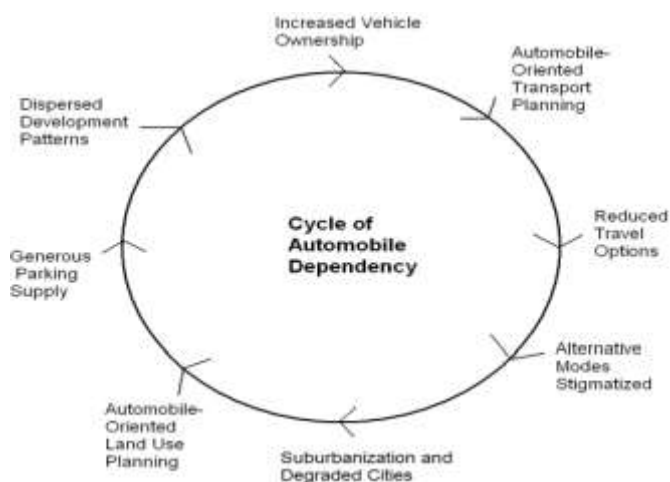 Increased Vehicle
Ownership
Automobile-
Oriented
Transport
Planning
Reduced
Travel
Options
Alternative
Modes
Stigmatized
Suburbanization and
Degraded Cities
Automobile-
Oriented
Land Use
Planning
Generous
Parking
Supply
Dispersed
Development
Patterns
Cycle of
Automobile
Dependency